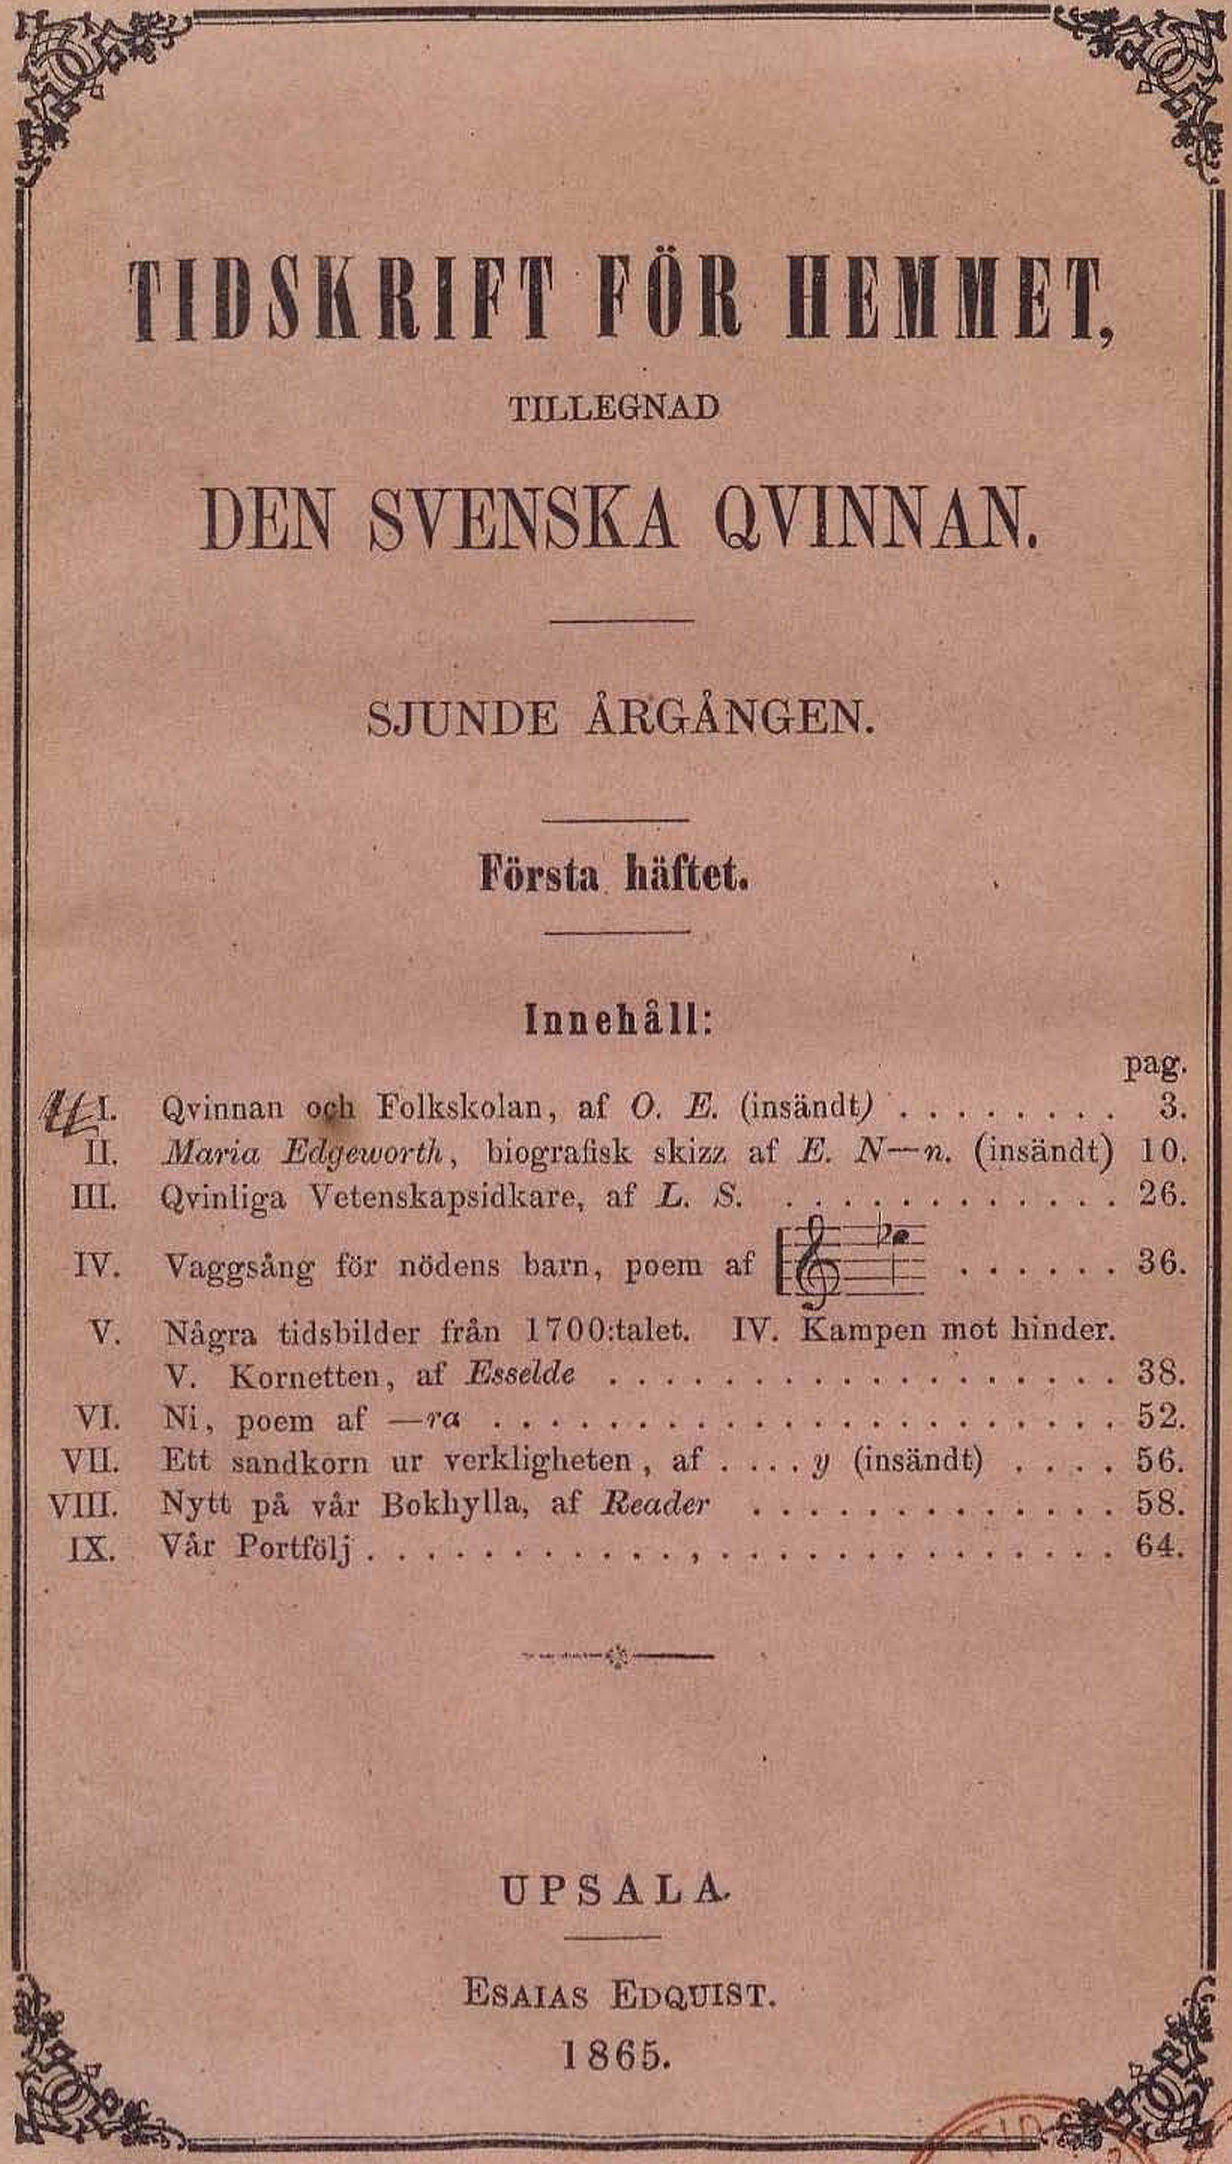 TIDSKRIFT FÖR HEMMET,
TILLEGNAD
DEN SVENSKA QVINNAN.
SJUNDE ÅRGÅNGEN.
Första häftet.
Innehåll:
pag.
I. Qvinnan och Folkskolan, af O. E. (insändt) . . . . . . . . 3.
II. Maria Edgeworth, biografisk skizz af E. N—n. (insändt) 10.
III. Qvinliga Vetenskapsidkare, af L. S. . . . . . . . . . . . . 26.
IV. Vaggsång för nödens barn, poem af . . . . . . 36.
V. Några tidsbilder från 1700:talet. IV. Kampen mot hinder.
V. Kornetten, af Esselde . . . . . . . . . . . . . . . . . . 38.
VI. Ni, poem af —ra . . . . . . . . . . . . . . . . . . . . . . 52.
VII. Ett sandkorn ur verkligheten, af . . . . y (insändt) . . . . 56.
VIII. Nytt på vår Bokhylla, af Reader . . . . . . . . . . . . . 58.
IX. Vår Portfölj . . . . . . . . . . . , . . . . . . . . . . . . . . 64.
UPSALA.
ESAIAS EDQUIST.
1865.
TID